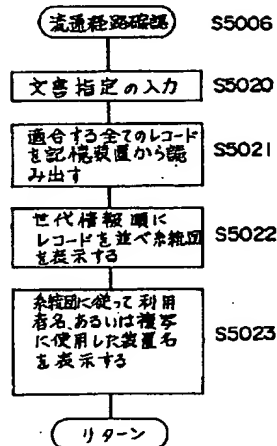 流通経路確認 S5006
文書指定の入力 S5020
適合する全てのレコード
を記憶装置から読
み出す
S5021
世代情報順に
レコードを並べ系統図
を表示する
S5022
系統図に従って利用
者名、あるいは複写
に使用した装置名
を表示する
S5023
リターン